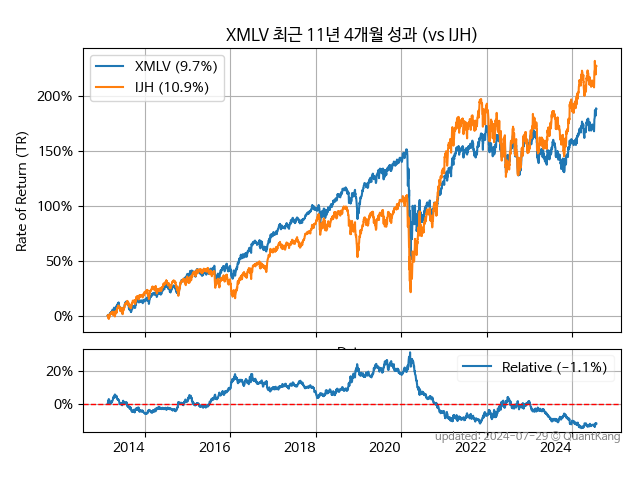 XMLV 최근 11년 4개월 성과 (vs IJH)
XMLV (9.7%)
IJH (10.9%)
Rate of Return (TR)
200%
150%
100%
50%
0%
Relative (−1.1%)
20%
0%
2014 2016 2018 2020 2022 2024
updated: 2024-07-29 © QuantKang